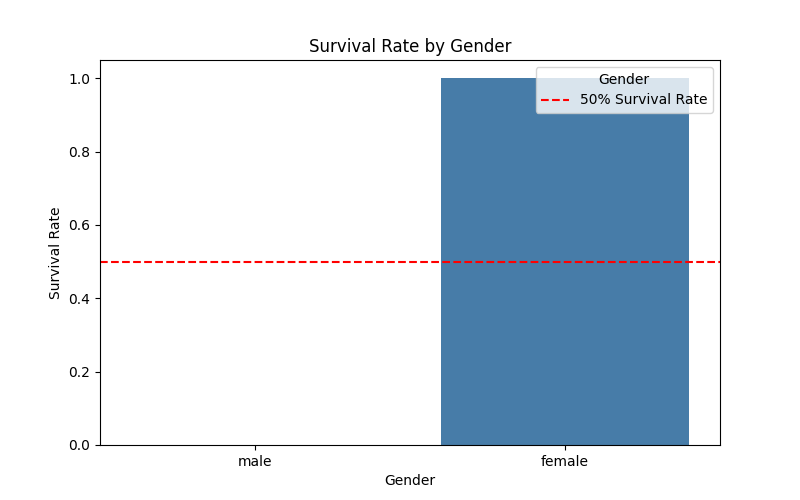 Survival Rate by Gender
Gender
50% Survival Rate
1.0
0.8
0.6
0.4
0.2
0.0
Survival Rate
male
female
Gender